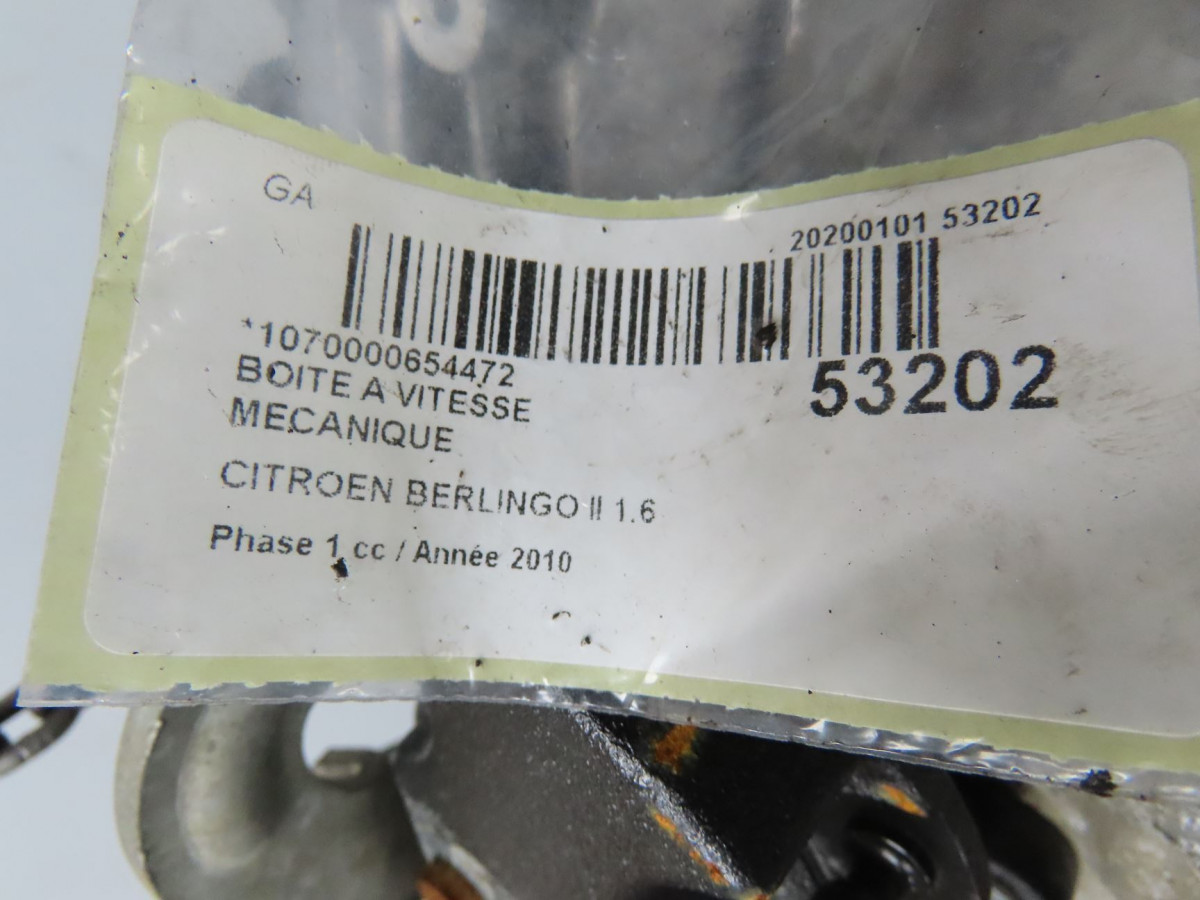 GA
20200101 53202
*1070000654472
53202
BOITE A VITESSE
MECANIQUE
CITROEN BERLINGO II 1.6
Phase 1 cc / Année 2010